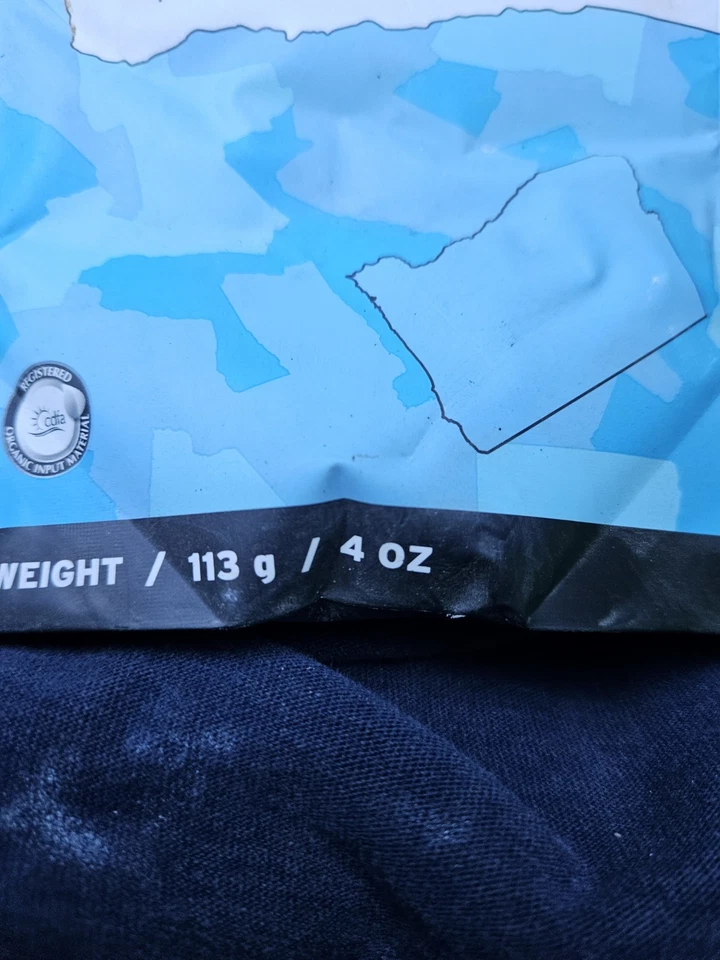 REGISTERED
cdfa
ORGANIC INPUT MATERIAL
WEIGHT / 113 g / 4 OZ